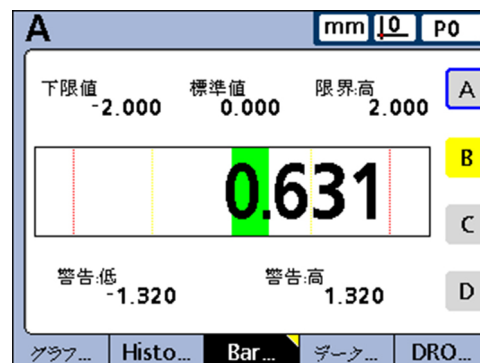 A mm 0 P0
下限値 標準値 限界高
-2.000 0.000 2.000
A
B
0.631
C
警告:低 警告:高
-1.320 1.320
D
グラフ... Histo... Bar... データ... DRO...